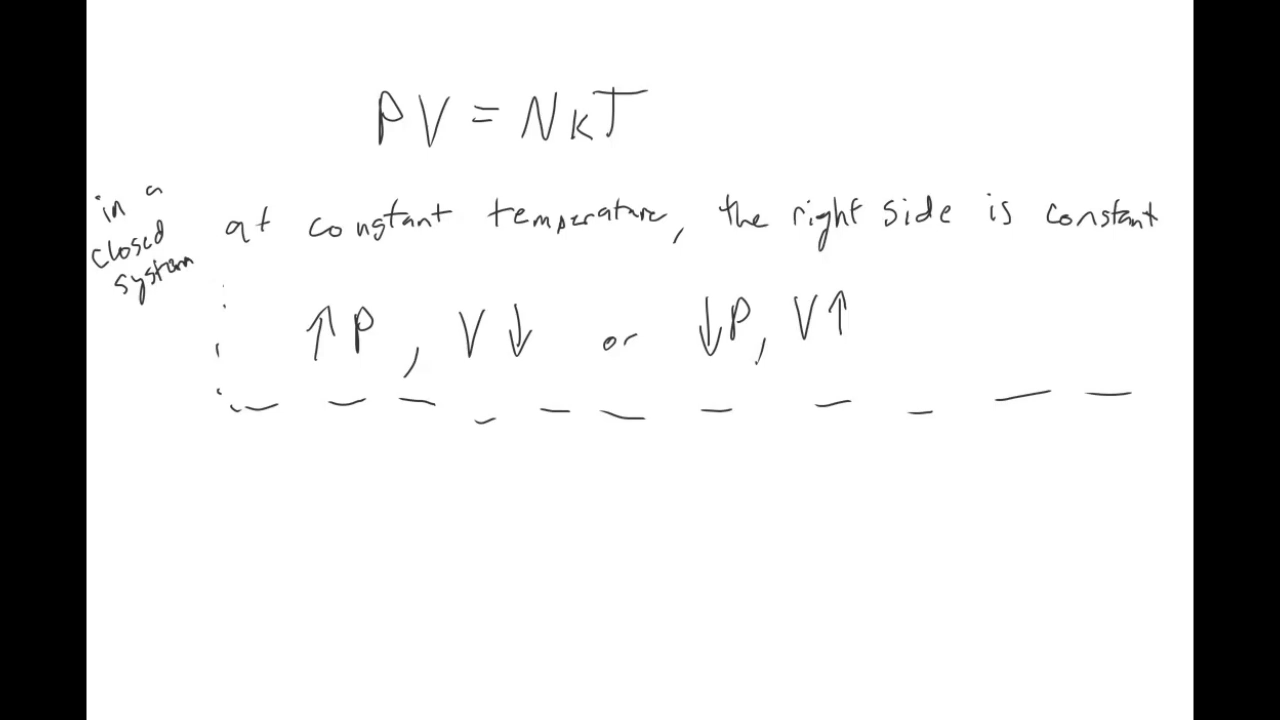 PV = NkT
in a
closed
system
at constant temperature, the right side is constant
↑P, V↓ or ↓P, V↑